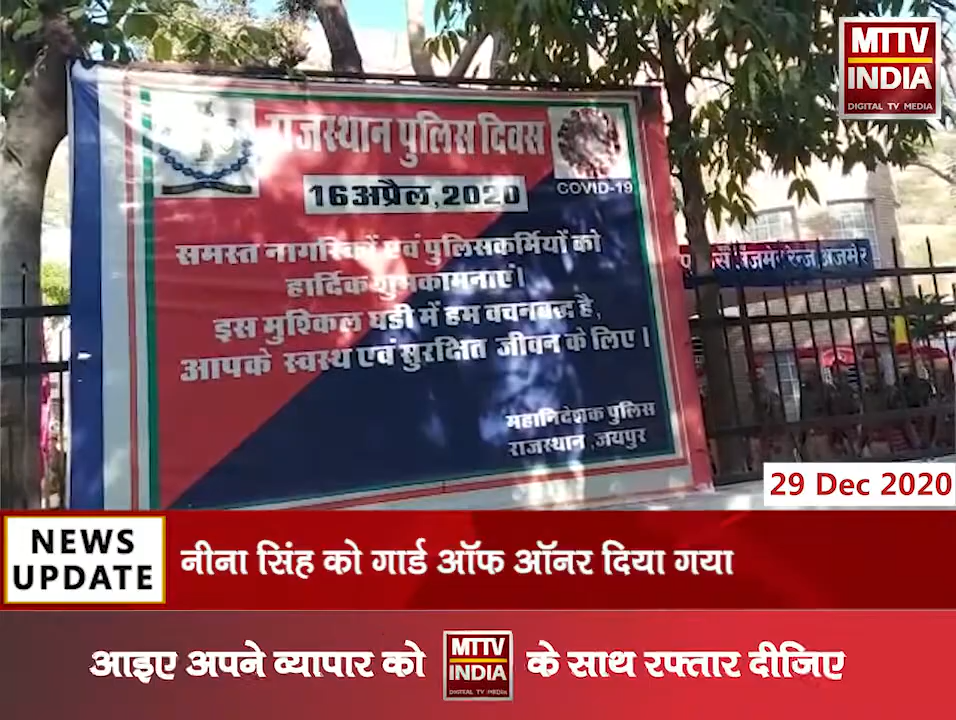 MTTV
INDIA
DIGITAL TV MEDIA
राजस्थान पुलिस दिवस
16 अप्रैल, 2020
COVID-19
समस्त नागरिकों एवं पुलिसकर्मियों को
हार्दिक शुभकामनाएं।
इस मुश्किल घडी में हम वचनबद्ध है,
आपके स्वस्थ एवं सुरक्षित जीवन के लिए।
महानिदेशक पुलिस
राजस्थान, जयपुर
रेन्ज अजमेर
29 Dec 2020
NEWS
UPDATE
नीना सिंह को गार्ड ऑफ ऑनर दिया गया
आइए अपने व्यापार को MTTV INDIA DIGITAL TV MEDIA के साथ रफ्तार दीजिए